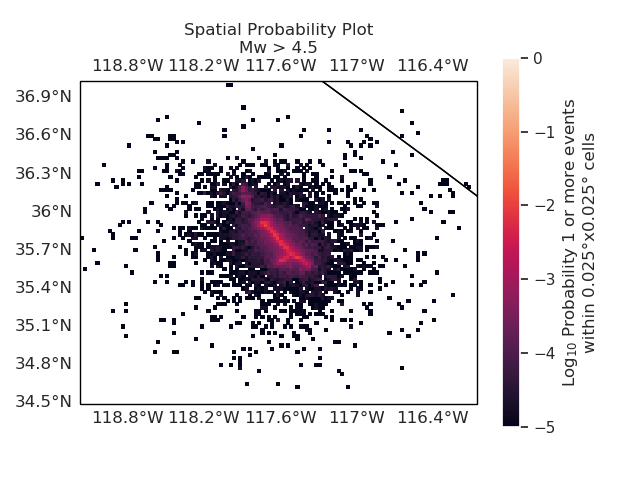 Spatial Probability Plot
Mw > 4.5
118.8°W 118.2°W 117.6°W 117°W 116.4°W
36.9°N
36.6°N
36.3°N
36°N
35.7°N
35.4°N
35.1°N
34.8°N
34.5°N
118.8°W 118.2°W 117.6°W 117°W 116.4°W
0
−1
−2
−3
−4
−5
Log₁₀ Probability 1 or more events
within 0.025°x0.025° cells